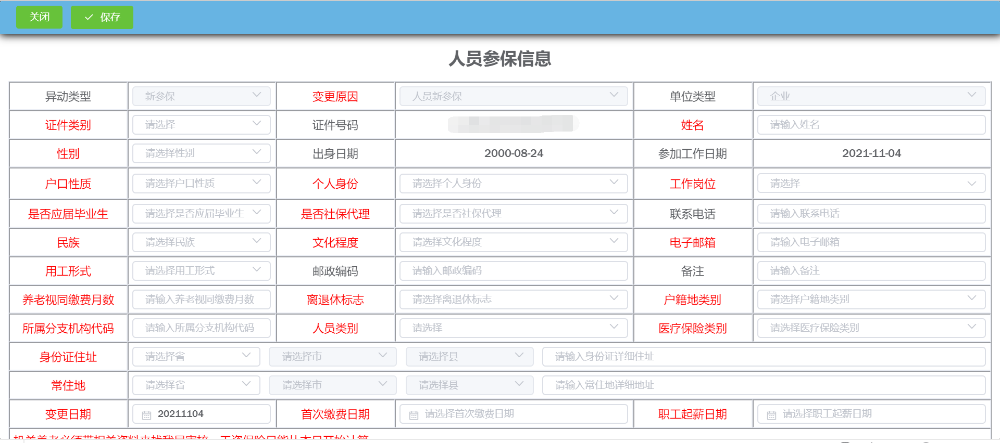 关闭 保存
人员参保信息
异动类型 新参保 变更原因 人员新参保 单位类型 企业
证件类别 请选择 证件号码 姓名 请输入姓名
性别 请选择性别 出身日期 2000-08-24 参加工作日期 2021-11-04
户口性质 请选择户口性质 个人身份 请选择个人身份 工作岗位 请选择
是否应届毕业生 请选择是否应届毕业生 是否社保代理 请选择是否社保代理 联系电话 请输入联系电话
民族 请选择民族 文化程度 请选择文化程度 电子邮箱 请输入电子邮箱
用工形式 请选择用工形式 邮政编码 请输入邮政编码 备注 请输入备注
养老视同缴费月数 请输入养老视同缴费月数 离退休标志 请选择离退休标志 户籍地类别 请选择户籍地类别
所属分支机构代码 请输入所属分支机构代码 人员类别 请选择 医疗保险类别 请选择医疗保险类别
身份证住址 请选择省 请选择市 请选择县 请输入身份证详细住址
常住地 请选择省 请选择市 请选择县 请输入常住地详细地址
变更日期 20211104 首次缴费日期 请选择首次缴费日期 职工起薪日期 请选择职工起薪日期